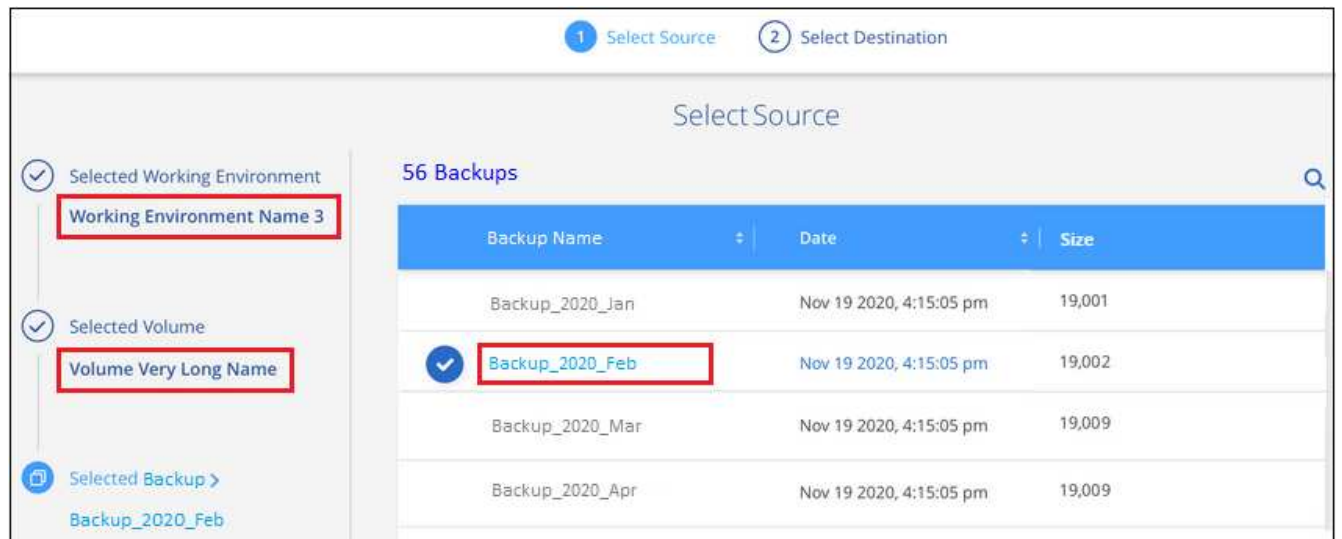 1 Select Source 2 Select Destination
Select Source
Selected Working Environment
Working Environment Name 3
Selected Volume
Volume Very Long Name
Selected Backup >
Backup_2020_Feb
56 Backups
Backup Name Date Size
Backup_2020_Jan Nov 19 2020, 4:15:05 pm 19,001
Backup_2020_Feb Nov 19 2020, 4:15:05 pm 19,002
Backup_2020_Mar Nov 19 2020, 4:15:05 pm 19,009
Backup_2020_Apr Nov 19 2020, 4:15:05 pm 19,009